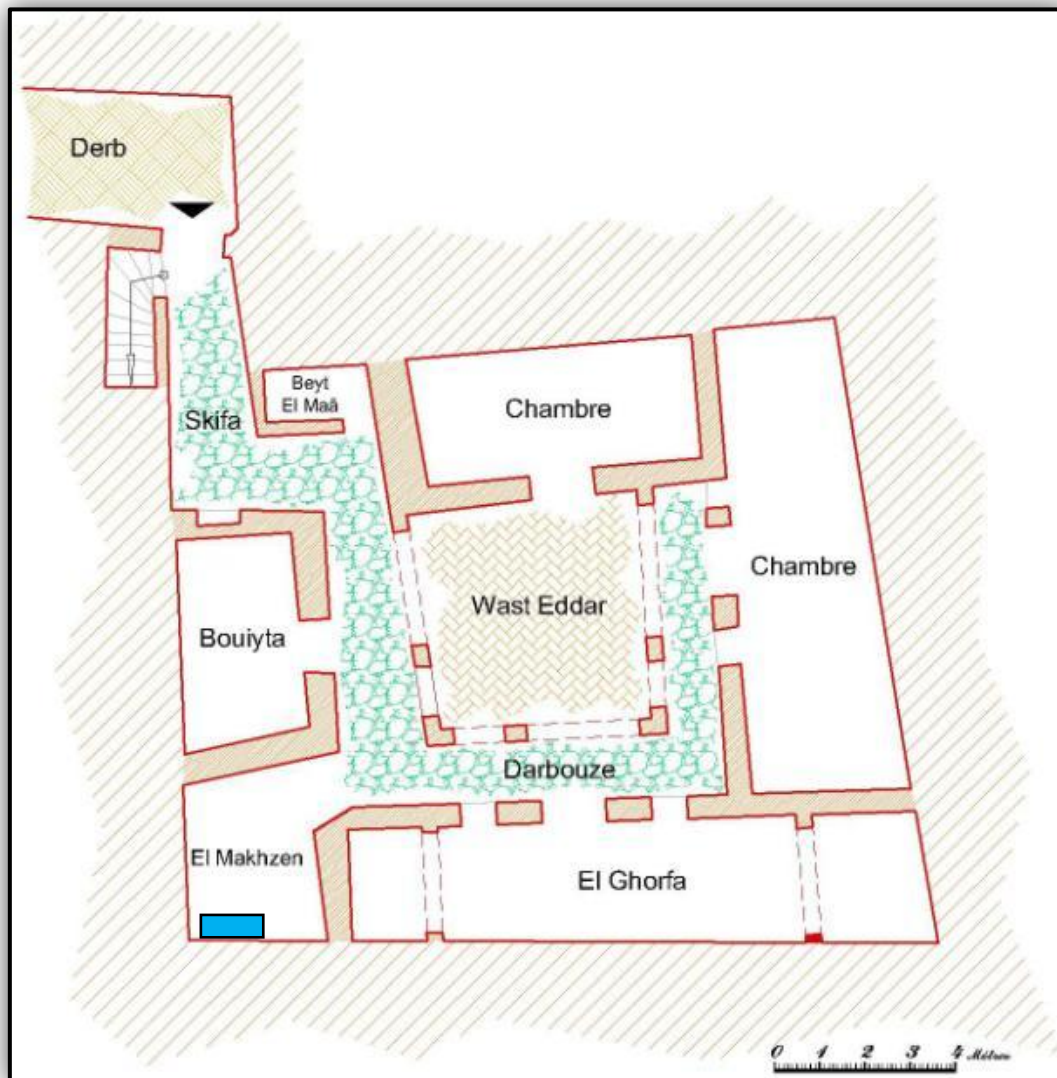 Derb
Beyt
El Maâ
Skifa
Chambre
Chambre
Wast Eddar
Bouiyta
Darbouze
El Makhzen
El Ghorfa
0 1 2 3 4 Mètres